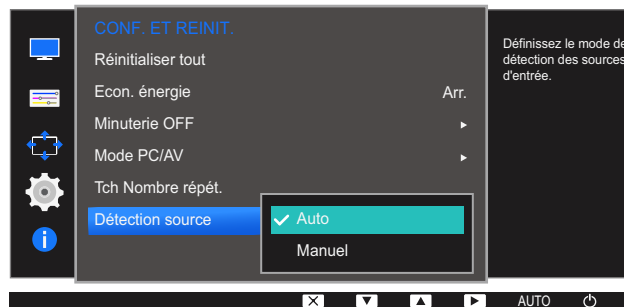 CONF. ET REINIT.
Réinitialiser tout
Econ. énergie Arr.
Minuterie OFF
Mode PC/AV
Tch Nombre répét.
Détection source
Auto
Manuel
Définissez le mode de
détection des sources
d'entrée.
AUTO